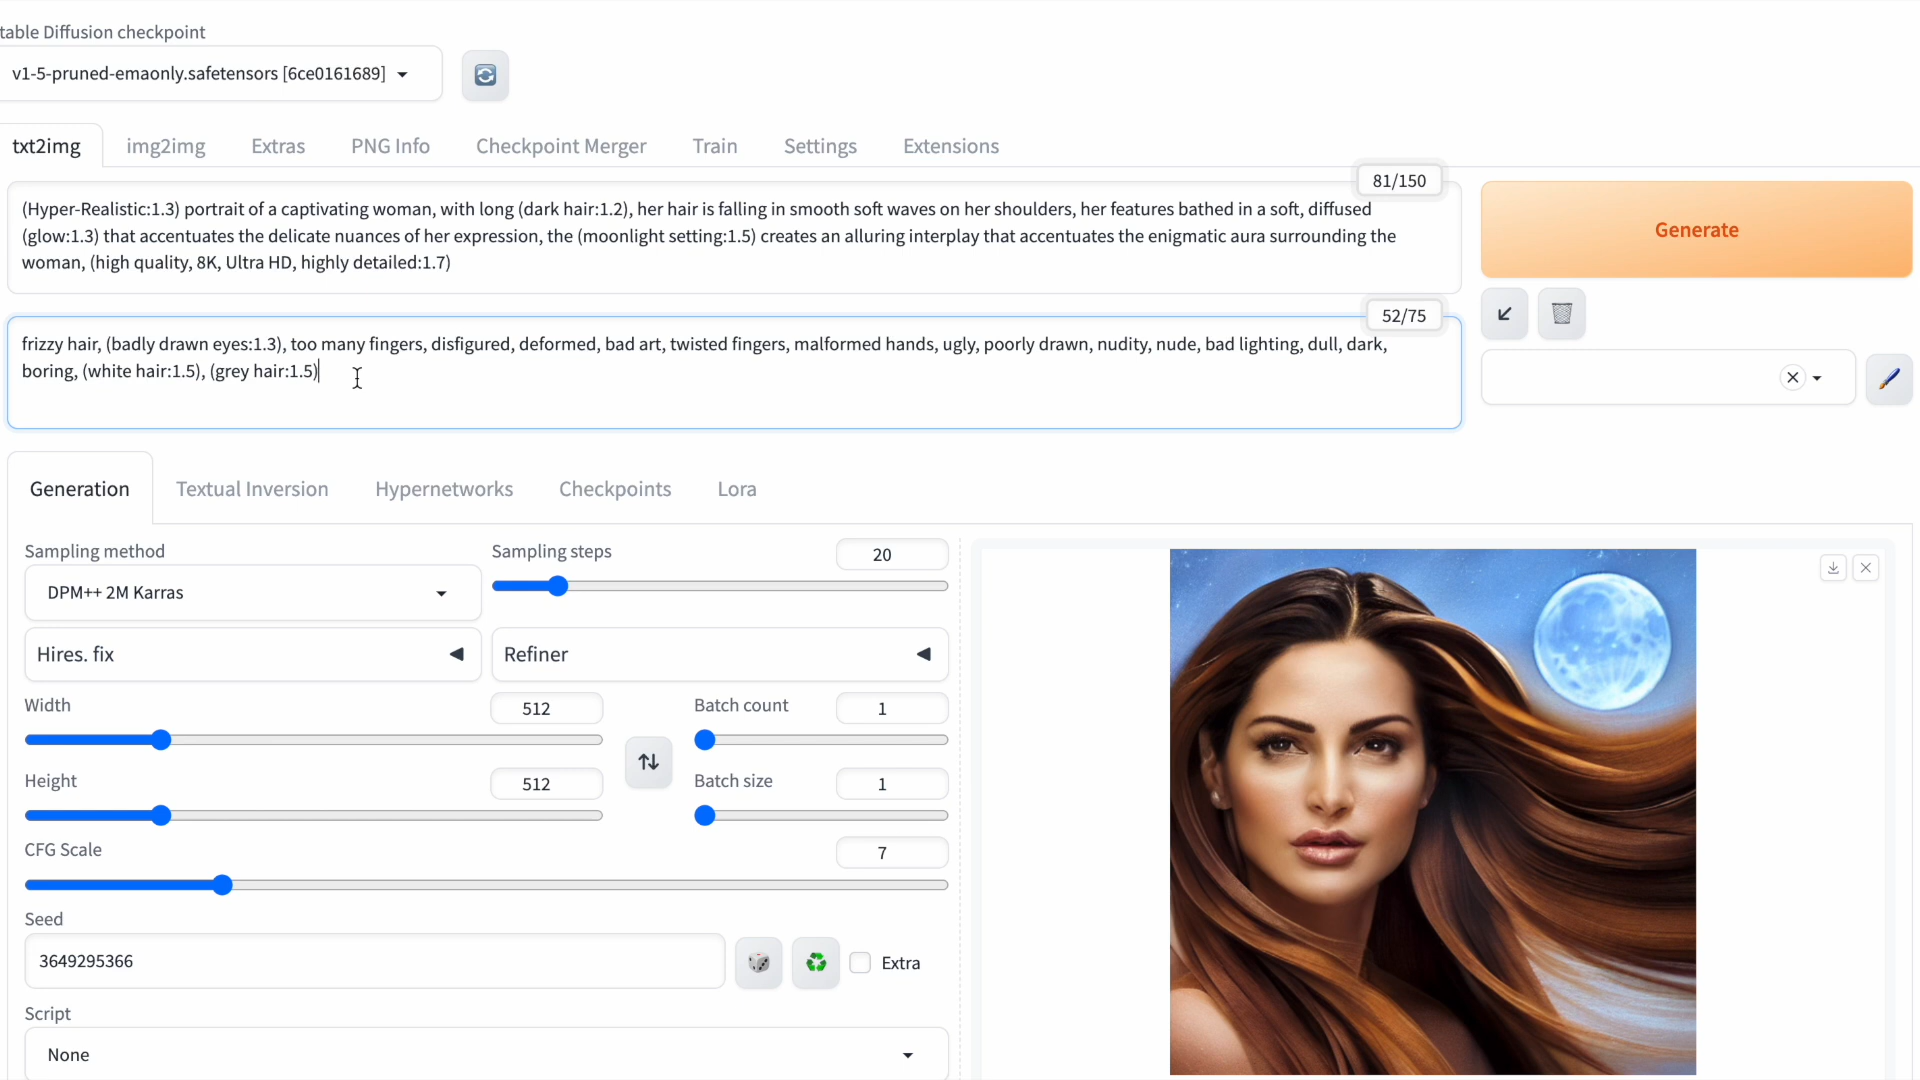 table Diffusion checkpoint
v1-5-pruned-emaonly.safetensors [6ce0161689]
txt2img img2img Extras PNG Info Checkpoint Merger Train Settings Extensions
81/150
(Hyper-Realistic:1.3) portrait of a captivating woman, with long (dark hair:1.2), her hair is falling in smooth soft waves on her shoulders, her features bathed in a soft, diffused
(glow:1.3) that accentuates the delicate nuances of her expression, the (moonlight setting:1.5) creates an alluring interplay that accentuates the enigmatic aura surrounding the
woman, (high quality, 8K, Ultra HD, highly detailed:1.7)
Generate
52/75
frizzy hair, (badly drawn eyes:1.3), too many fingers, disfigured, deformed, bad art, twisted fingers, malformed hands, ugly, poorly drawn, nudity, nude, bad lighting, dull, dark,
boring, (white hair:1.5), (grey hair:1.5)
Generation Textual Inversion Hypernetworks Checkpoints Lora
Sampling method
DPM++ 2M Karras
Sampling steps 20
Hires. fix
Refiner
Width 512
Batch count 1
Height 512
Batch size 1
CFG Scale 7
Seed
3649295366
Extra
Script
None